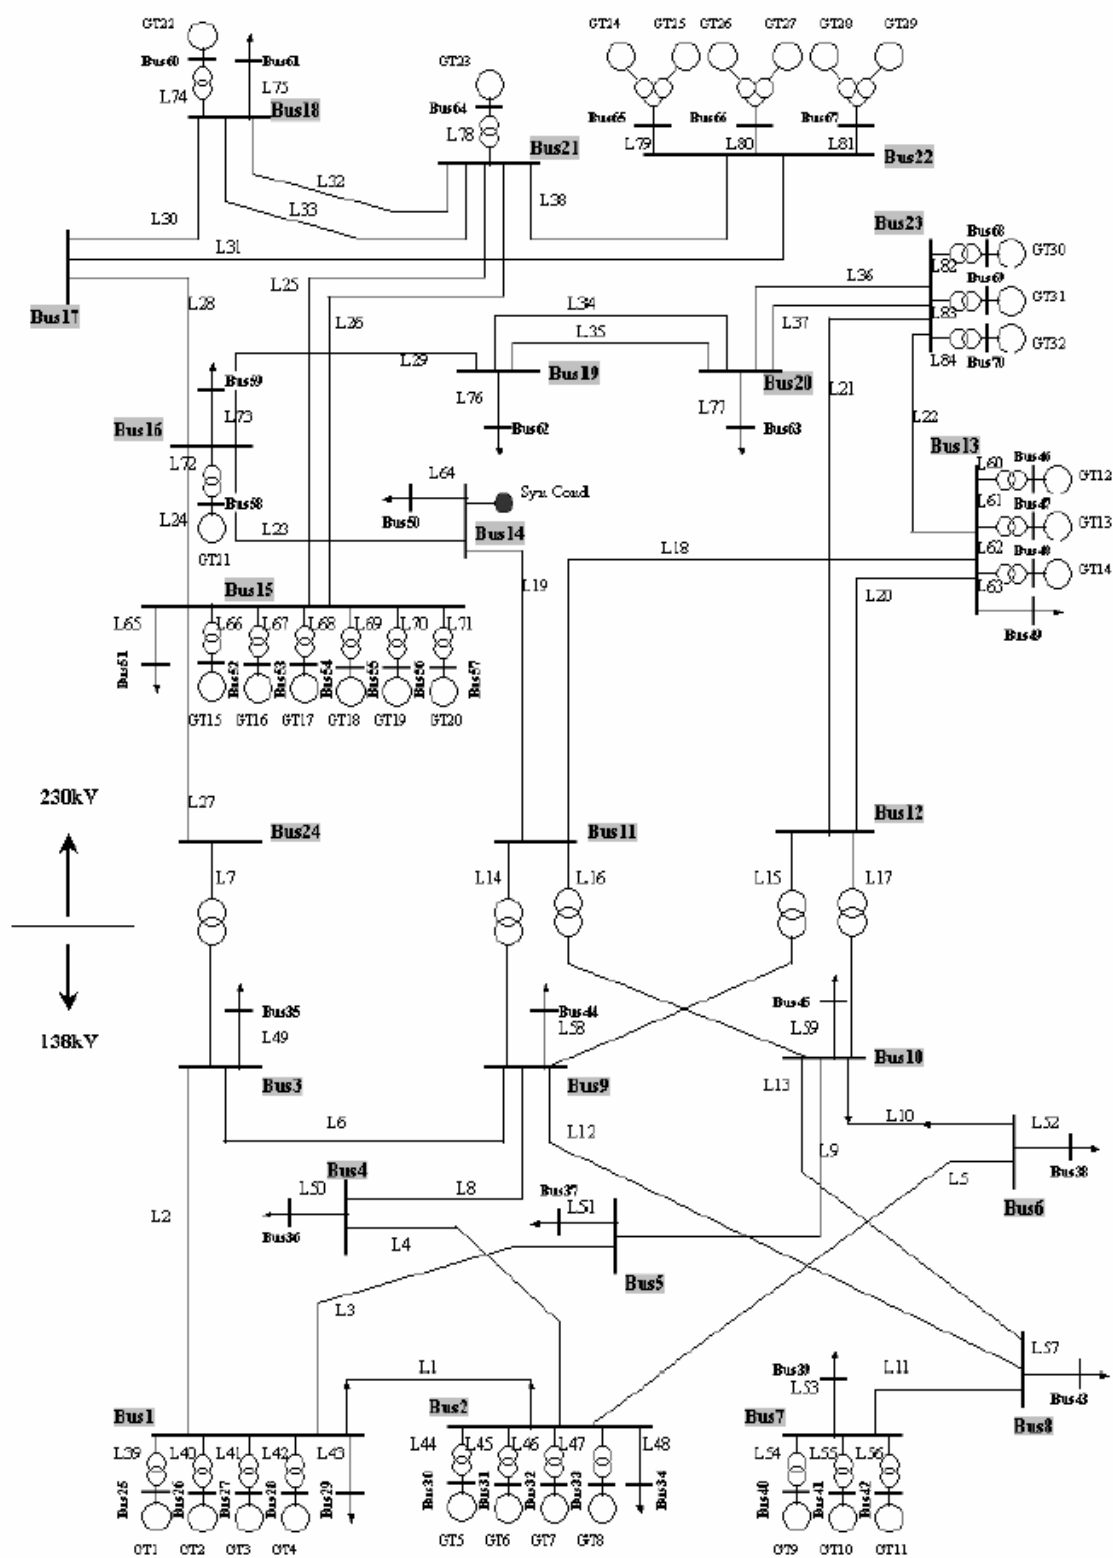 GT22
GT24 GT25 GT26 GT27 GT28 GT29
Bus60 Bus61
GT23
L74 L75
Bus18
Bus64
L78
Bus65 Bus66 Bus67
L79 L80 L81
Bus21
Bus22
L32
L33
L38
L30
L31
Bus23
Bus68
GT30
L82
Bus69
L25
L36
GT31
L83
L28
L26
L34
L37
L35
GT32
L84
Bus70
Bus17
L29
Bus59
Bus19
Bus20
L21
L76
L77
L73
L22
Bus16
Bus62
Bus63
Bus13
L72
L64
L60
Bus46
GT12
Syn Cond
Bus58
L61
Bus47
Bus50
L24
L23
Bus14
GT13
GT21
L18
L62
Bus48
GT14
L63
Bus15
L19
L20
L65 L66 L67 L68 L69 L70 L71
Bus49
Bus51 Bus52 Bus53 Bus54 Bus55 Bus56 Bus57
GT15 GT16 GT17 GT18 GT19 GT20
230kV
L27
Bus24
Bus11
Bus12
L7
L14
L16
L15
L17
Bus35
Bus44
Bus45
138kV
L49
L58
L59
Bus3
Bus9
Bus10
L13
L6
L12
L10
L52
L9
Bus4
Bus38
L50
L8
Bus37
L5
L51
Bus6
L2
Bus36
L4
Bus5
L3
L57
L1
Bus39
L11
L53
Bus43
Bus1
Bus2
Bus7
Bus8
L39 L40 L41 L42 L43
L44 L45 L46 L47 L48
L54 L55 L56
Bus25 Bus26 Bus27 Bus28 Bus29
Bus30 Bus31 Bus32 Bus33 Bus34
Bus40 Bus41 Bus42
GT1 GT2 GT3 GT4
GT5 GT6 GT7 GT8
GT9 GT10 GT11